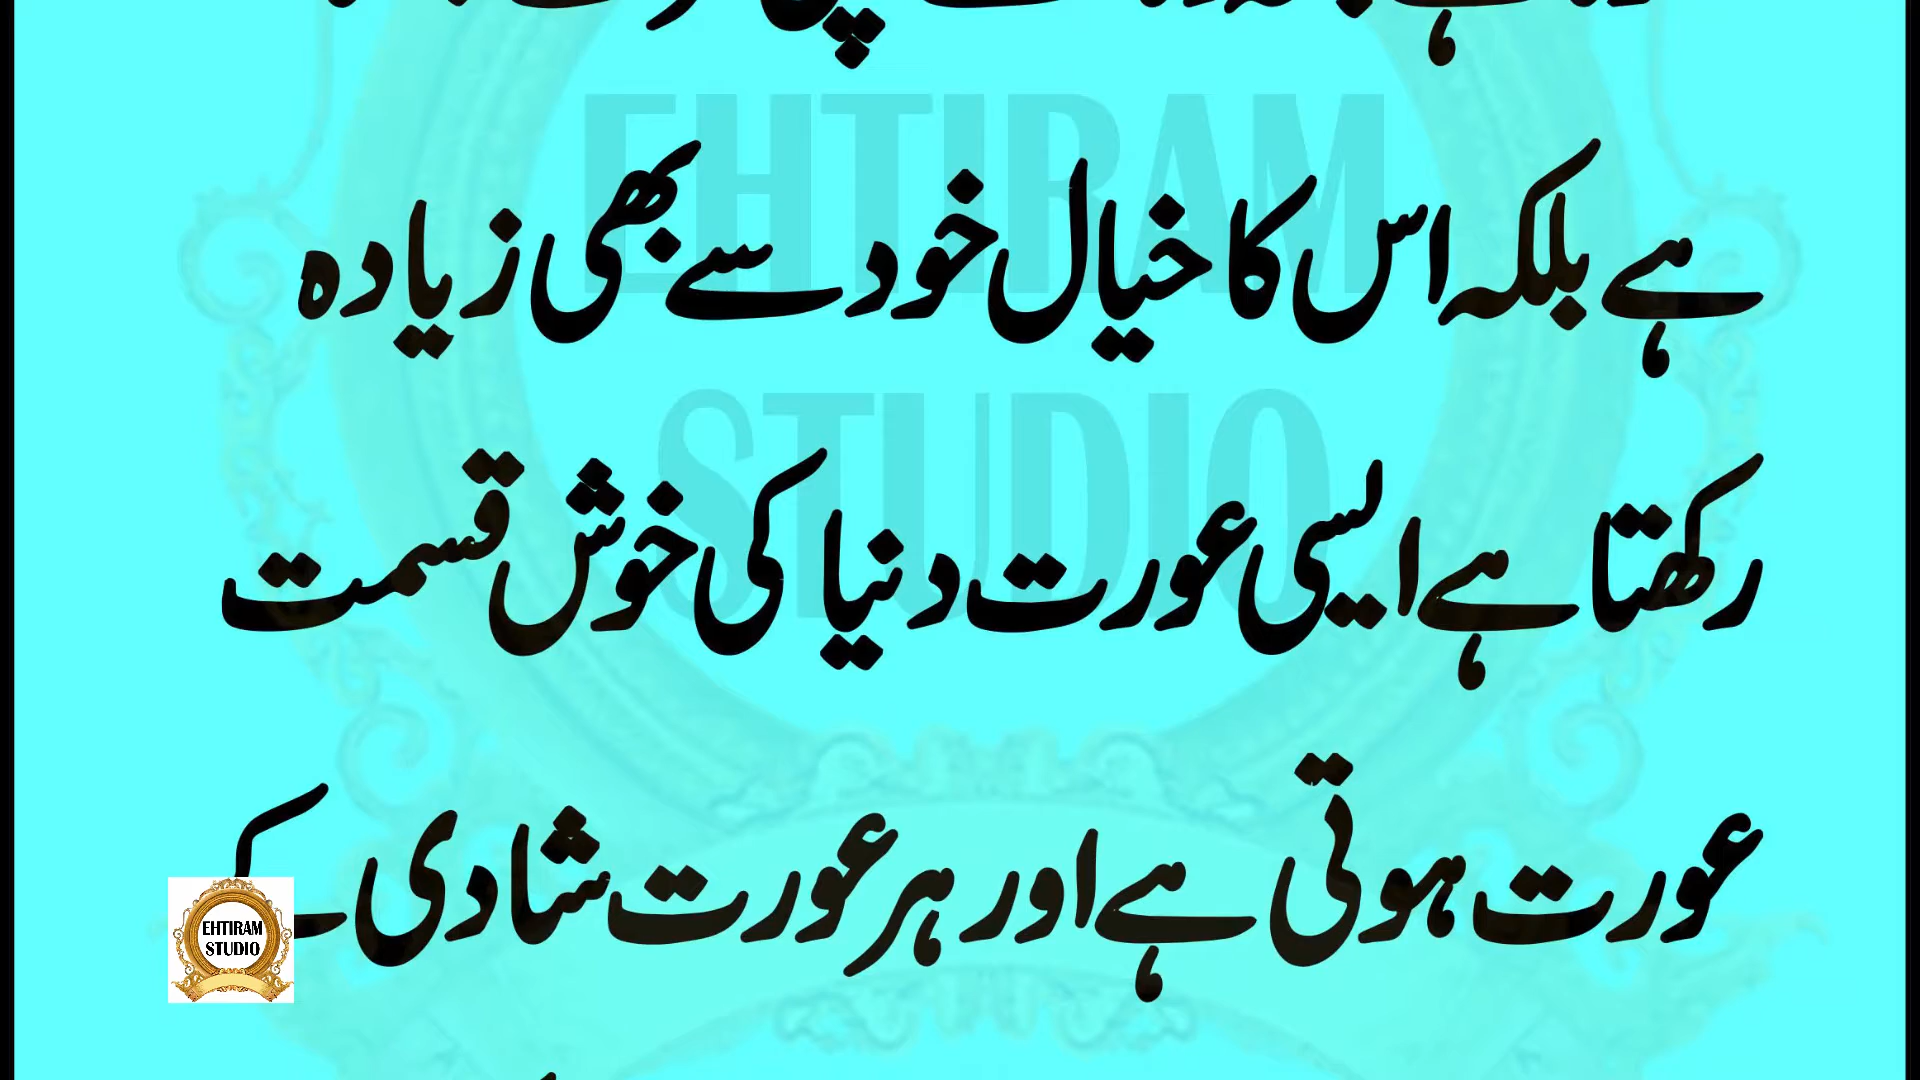 ہے بلکہ اس کا خیال خود سے بھی زیادہ
رکھتا ہے ایسی عورت دنیا کی خوش قسمت
عورت ہوتی ہے اور ہر عورت شادی کے
EHTIRAM
STUDIO
EHTIRAM
STUDIO